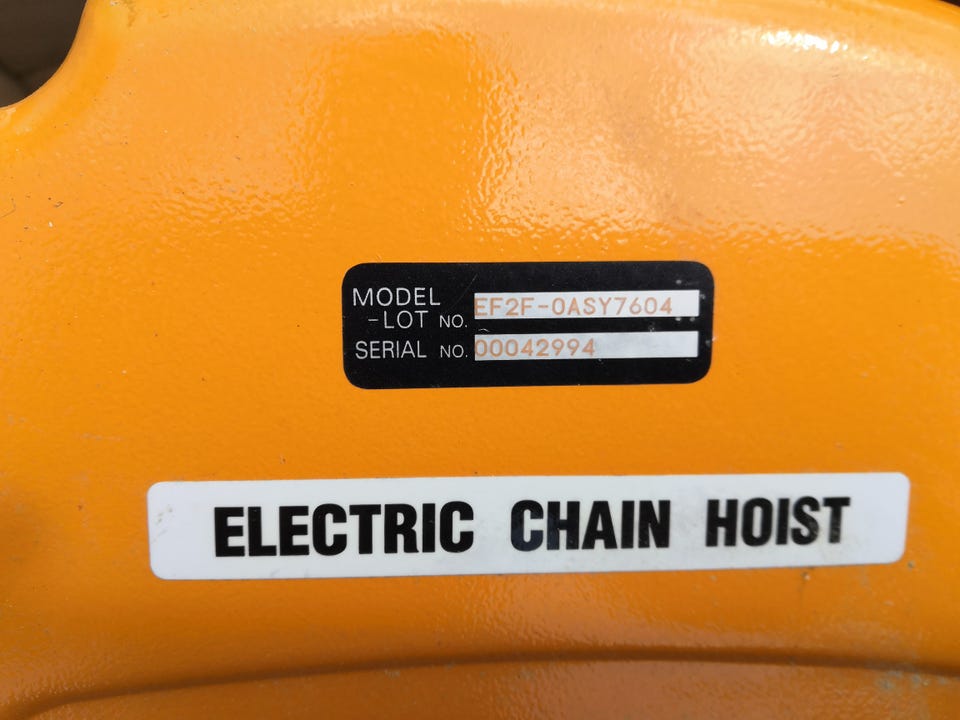 MODEL
-LOT NO. EF2F-0ASY7604
SERIAL NO. 00042994
ELECTRIC CHAIN HOIST